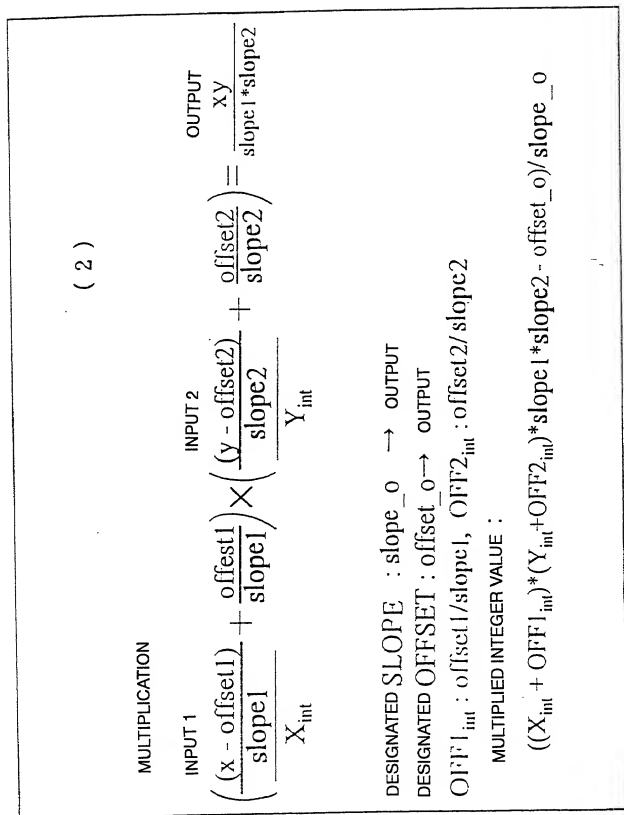 ( 2 )
MULTIPLICATION
INPUT 1 INPUT 2 OUTPUT
((x - offset1)/slope1 + offest1/slope1) × ((y - offset2)/slope2 + offset2/slope2) = xy/slope1*slope2
X_int Y_int
DESIGNATED SLOPE : slope_o → OUTPUT
DESIGNATED OFFSET : offset_o → OUTPUT
OFF1_int : offset1/slope1, OFF2_int : offset2/slope2
MULTIPLIED INTEGER VALUE :
((X_int + OFF1_int)*(Y_int+OFF2_int)*slope1*slope2 - offset_o)/slope_o